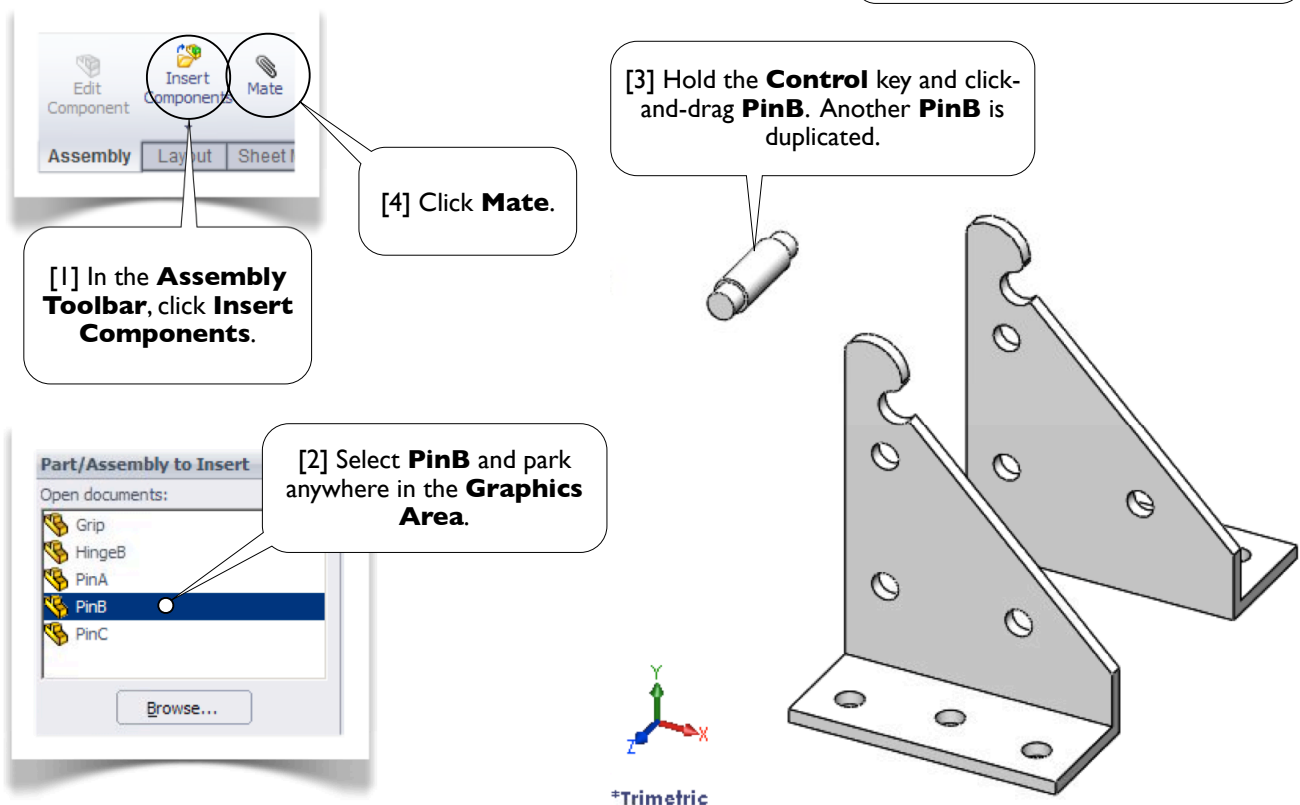 Edit
Component
Insert
Components
Mate
Assembly
Layout
Sheet
[1] In the Assembly
Toolbar, click Insert
Components.
[4] Click Mate.
[3] Hold the Control key and click-
and-drag PinB. Another PinB is
duplicated.
Part/Assembly to Insert
Open documents:
Grip
HingeB
PinA
PinB
PinC
Browse...
[2] Select PinB and park
anywhere in the Graphics
Area.
Y
X
Z
*Trimetric